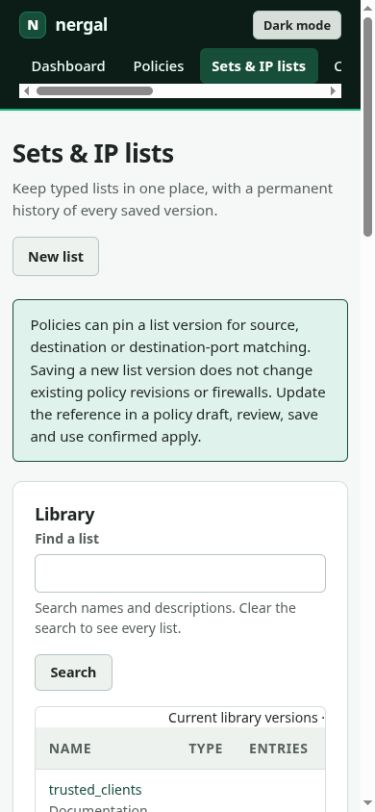 N nergal Dark mode
Dashboard Policies Sets & IP lists
Sets & IP lists
Keep typed lists in one place, with a permanent
history of every saved version.
New list
Policies can pin a list version for source,
destination or destination-port matching.
Saving a new list version does not change
existing policy revisions or firewalls. Update
the reference in a policy draft, review, save
and use confirmed apply.
Library
Find a list
Search names and descriptions. Clear the
search to see every list.
Search
Current library versions ·
NAME TYPE ENTRIES
trusted_clients
Documentation